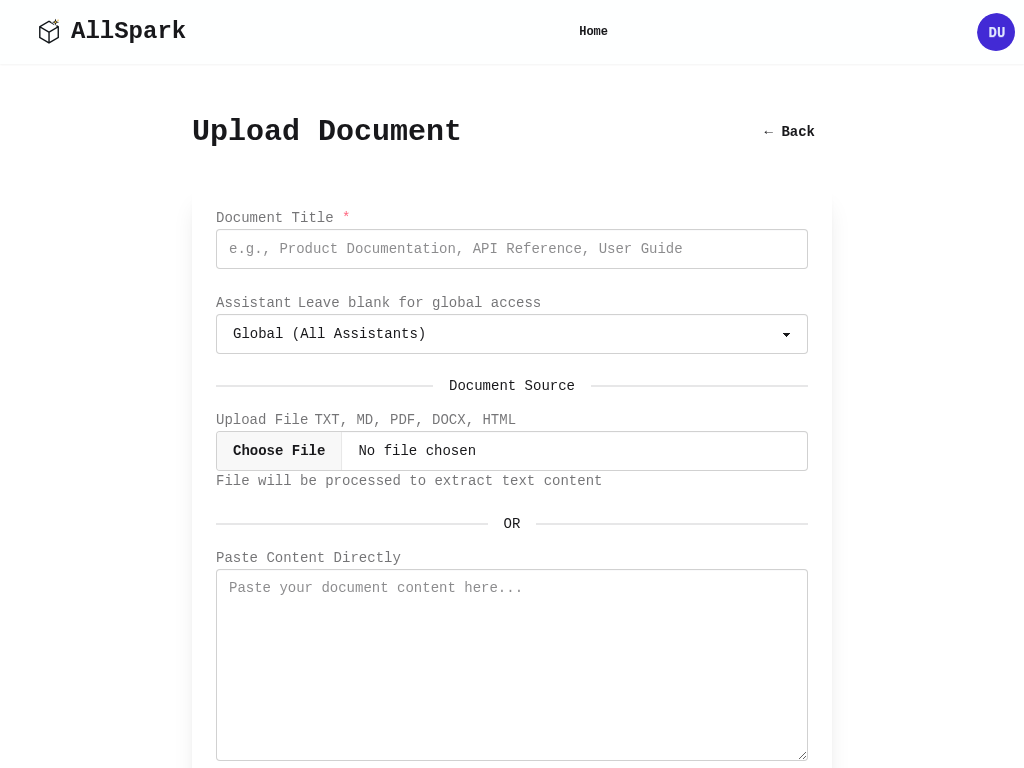 AllSpark
Home
DU
Upload Document
← Back
Document Title *
e.g., Product Documentation, API Reference, User Guide
Assistant Leave blank for global access
Global (All Assistants)
Document Source
Upload File TXT, MD, PDF, DOCX, HTML
Choose File No file chosen
File will be processed to extract text content
OR
Paste Content Directly
Paste your document content here...